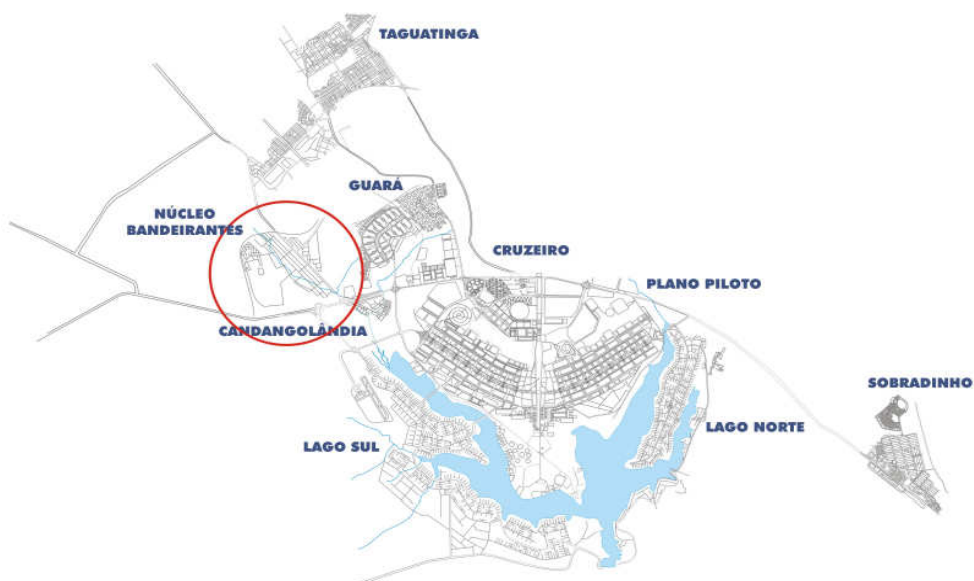 TAGUATINGA
GUARÁ
NÚCLEO
BANDEIRANTES
CRUZEIRO
PLANO PILOTO
CANDANGOLÂNDIA
SOBRADINHO
LAGO NORTE
LAGO SUL